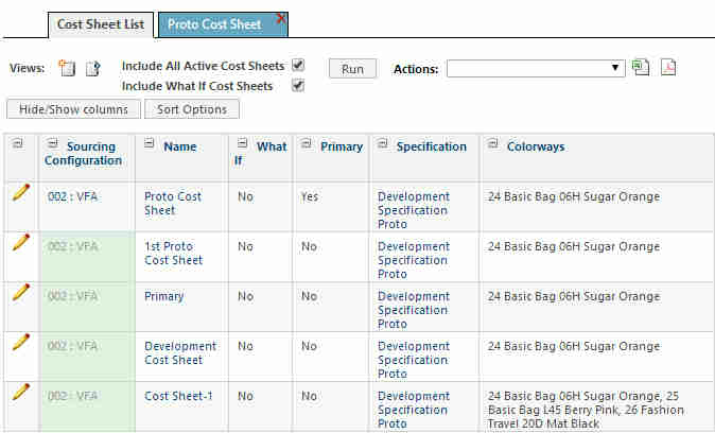 Cost Sheet List Proto Cost Sheet
Views: Include All Active Cost Sheets Run Actions:
Include What If Cost Sheets
Hide/Show columns Sort Options
Sourcing Configuration Name What If Primary Specification Colorways
002 : VFA Proto Cost Sheet No Yes Development Specification Proto 24 Basic Bag 06H Sugar Orange
002 : VFA 1st Proto Cost Sheet No No Development Specification Proto 24 Basic Bag 06H Sugar Orange
002 : VFA Primary No No Development Specification Proto 24 Basic Bag 06H Sugar Orange
002 : VFA Development Cost Sheet No No Development Specification Proto 24 Basic Bag 06H Sugar Orange
002 : VFA Cost Sheet-1 No No Development Specification Proto 24 Basic Bag 06H Sugar Orange, 25 Basic Bag L45 Berry Pink, 26 Fashion Travel 20D Mat Black